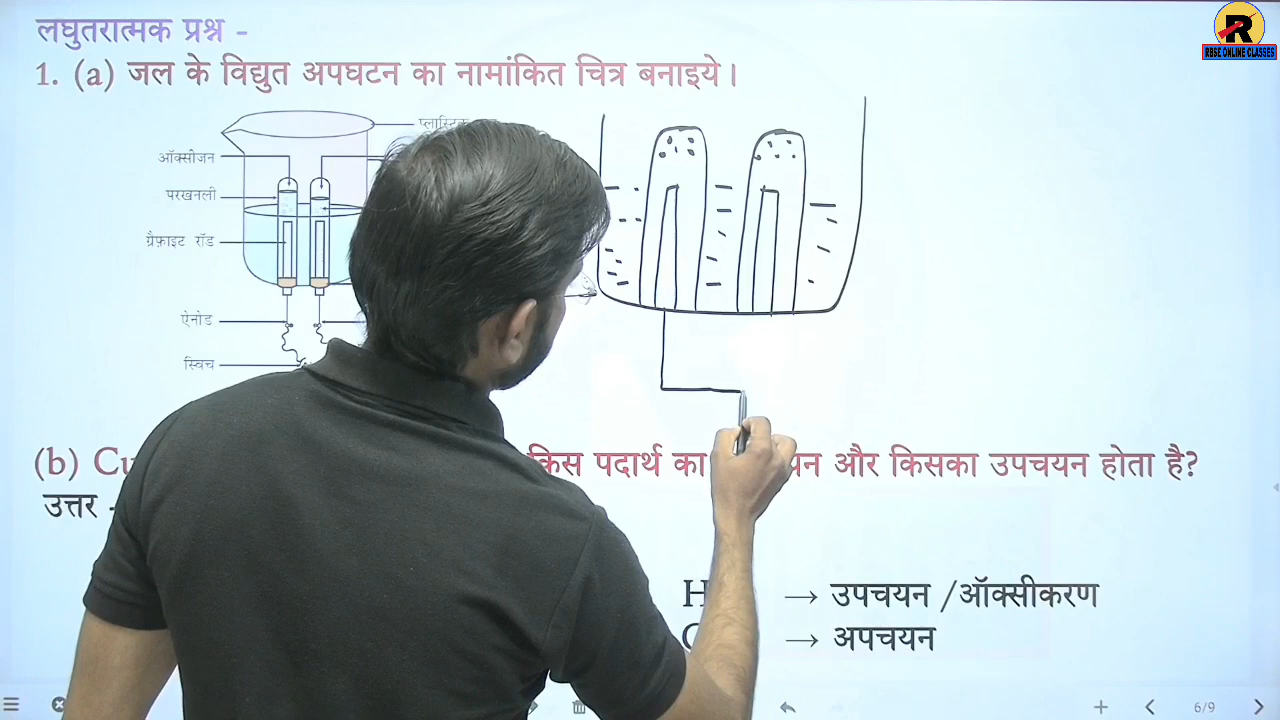 लघुतरात्मक प्रश्न -
1. (a) जल के विद्युत अपघटन का नामांकित चित्र बनाइये।
R
RBSE ONLINE CLASSES
ऑक्सीजन
परखनली
ग्रैफ़ाइट रॉड
ऐनोड
स्विच
(b) किस पदार्थ का और किसका उपचयन होता है?
उत्तर -
H → उपचयन /ऑक्सीकरण
→ अपचयन
6/9